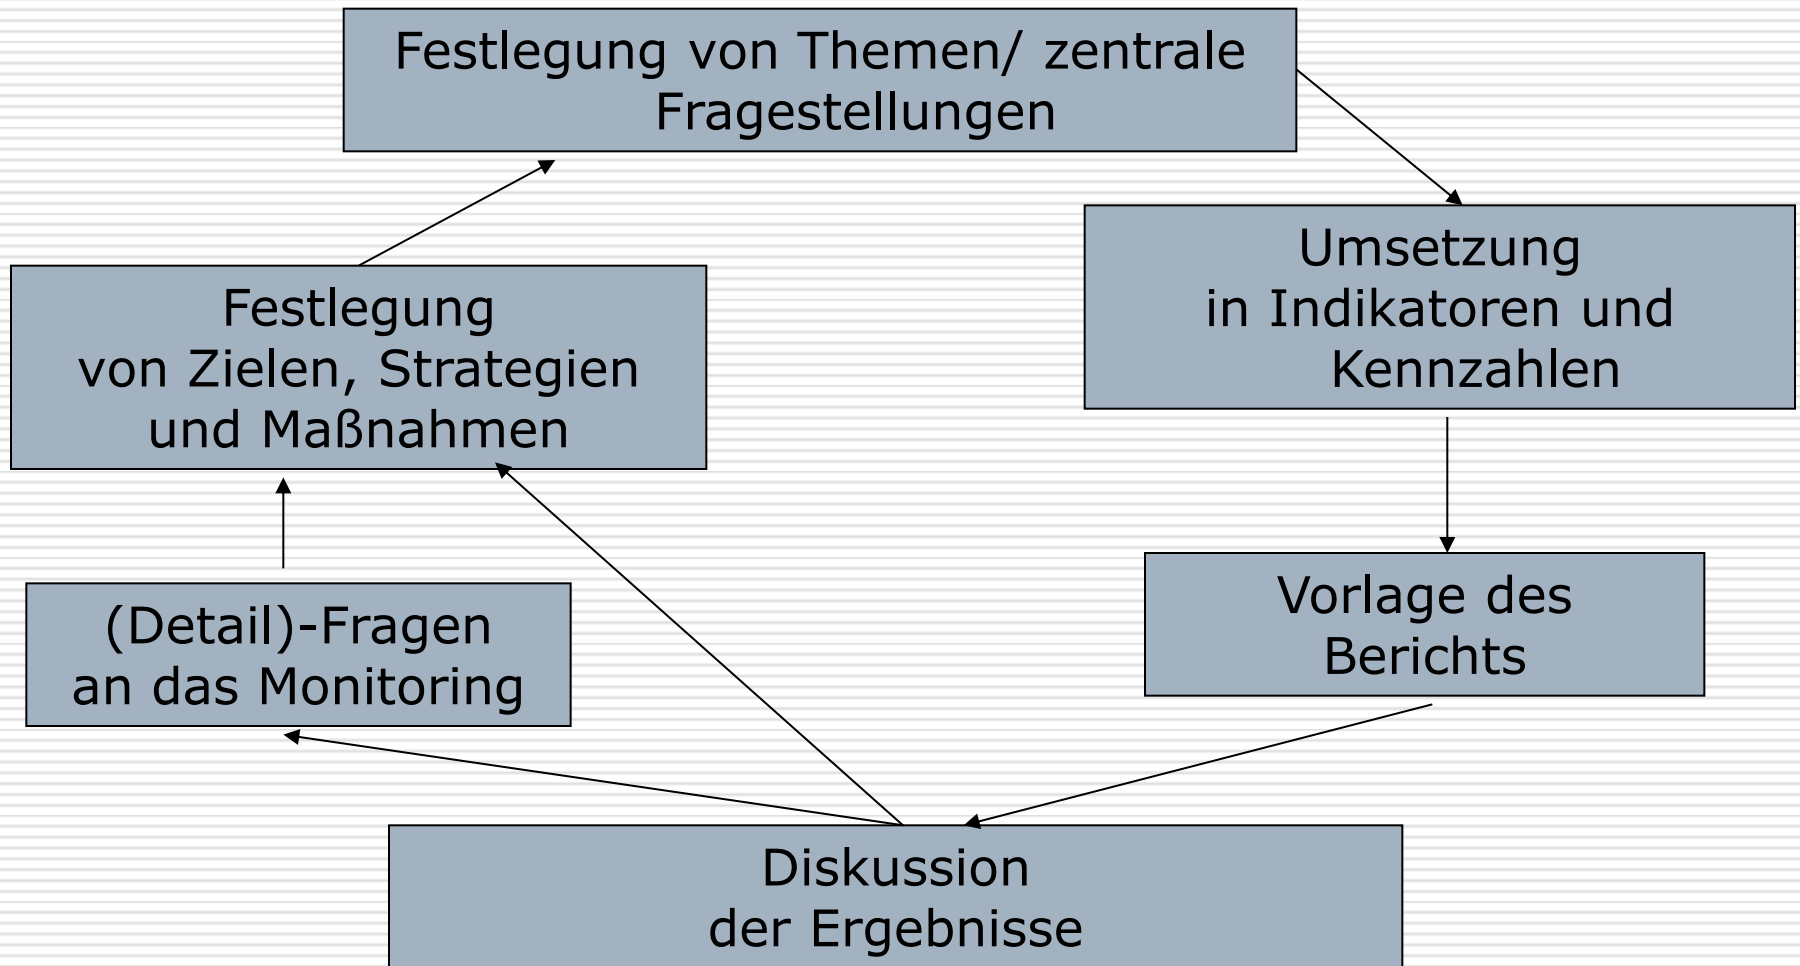 Festlegung von Themen/ zentrale
Fragestellungen
Umsetzung
in Indikatoren und
Kennzahlen
Festlegung
von Zielen, Strategien
und Maßnahmen
(Detail)-Fragen
an das Monitoring
Vorlage des
Berichts
Diskussion
der Ergebnisse